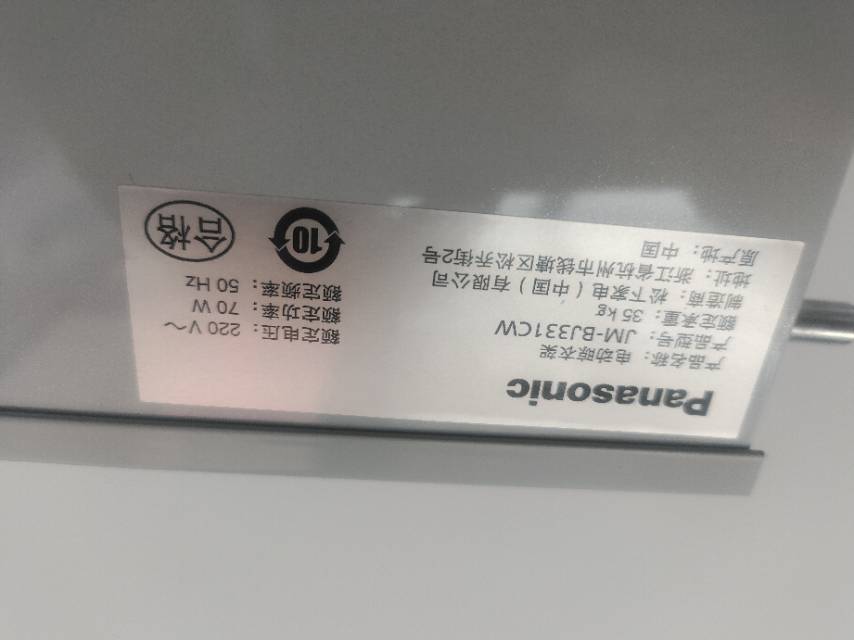 Panasonic
产品名称：电动晾衣架
产品型号：JM-BJ331CW
额定承重：35 kg
制造商：松下家电（中国）有限公司
地址：浙江省杭州市钱塘区松乔街2号
原产地：中国
额定电压：220 V～
额定功率：70 W
额定频率：50 Hz
10
合格